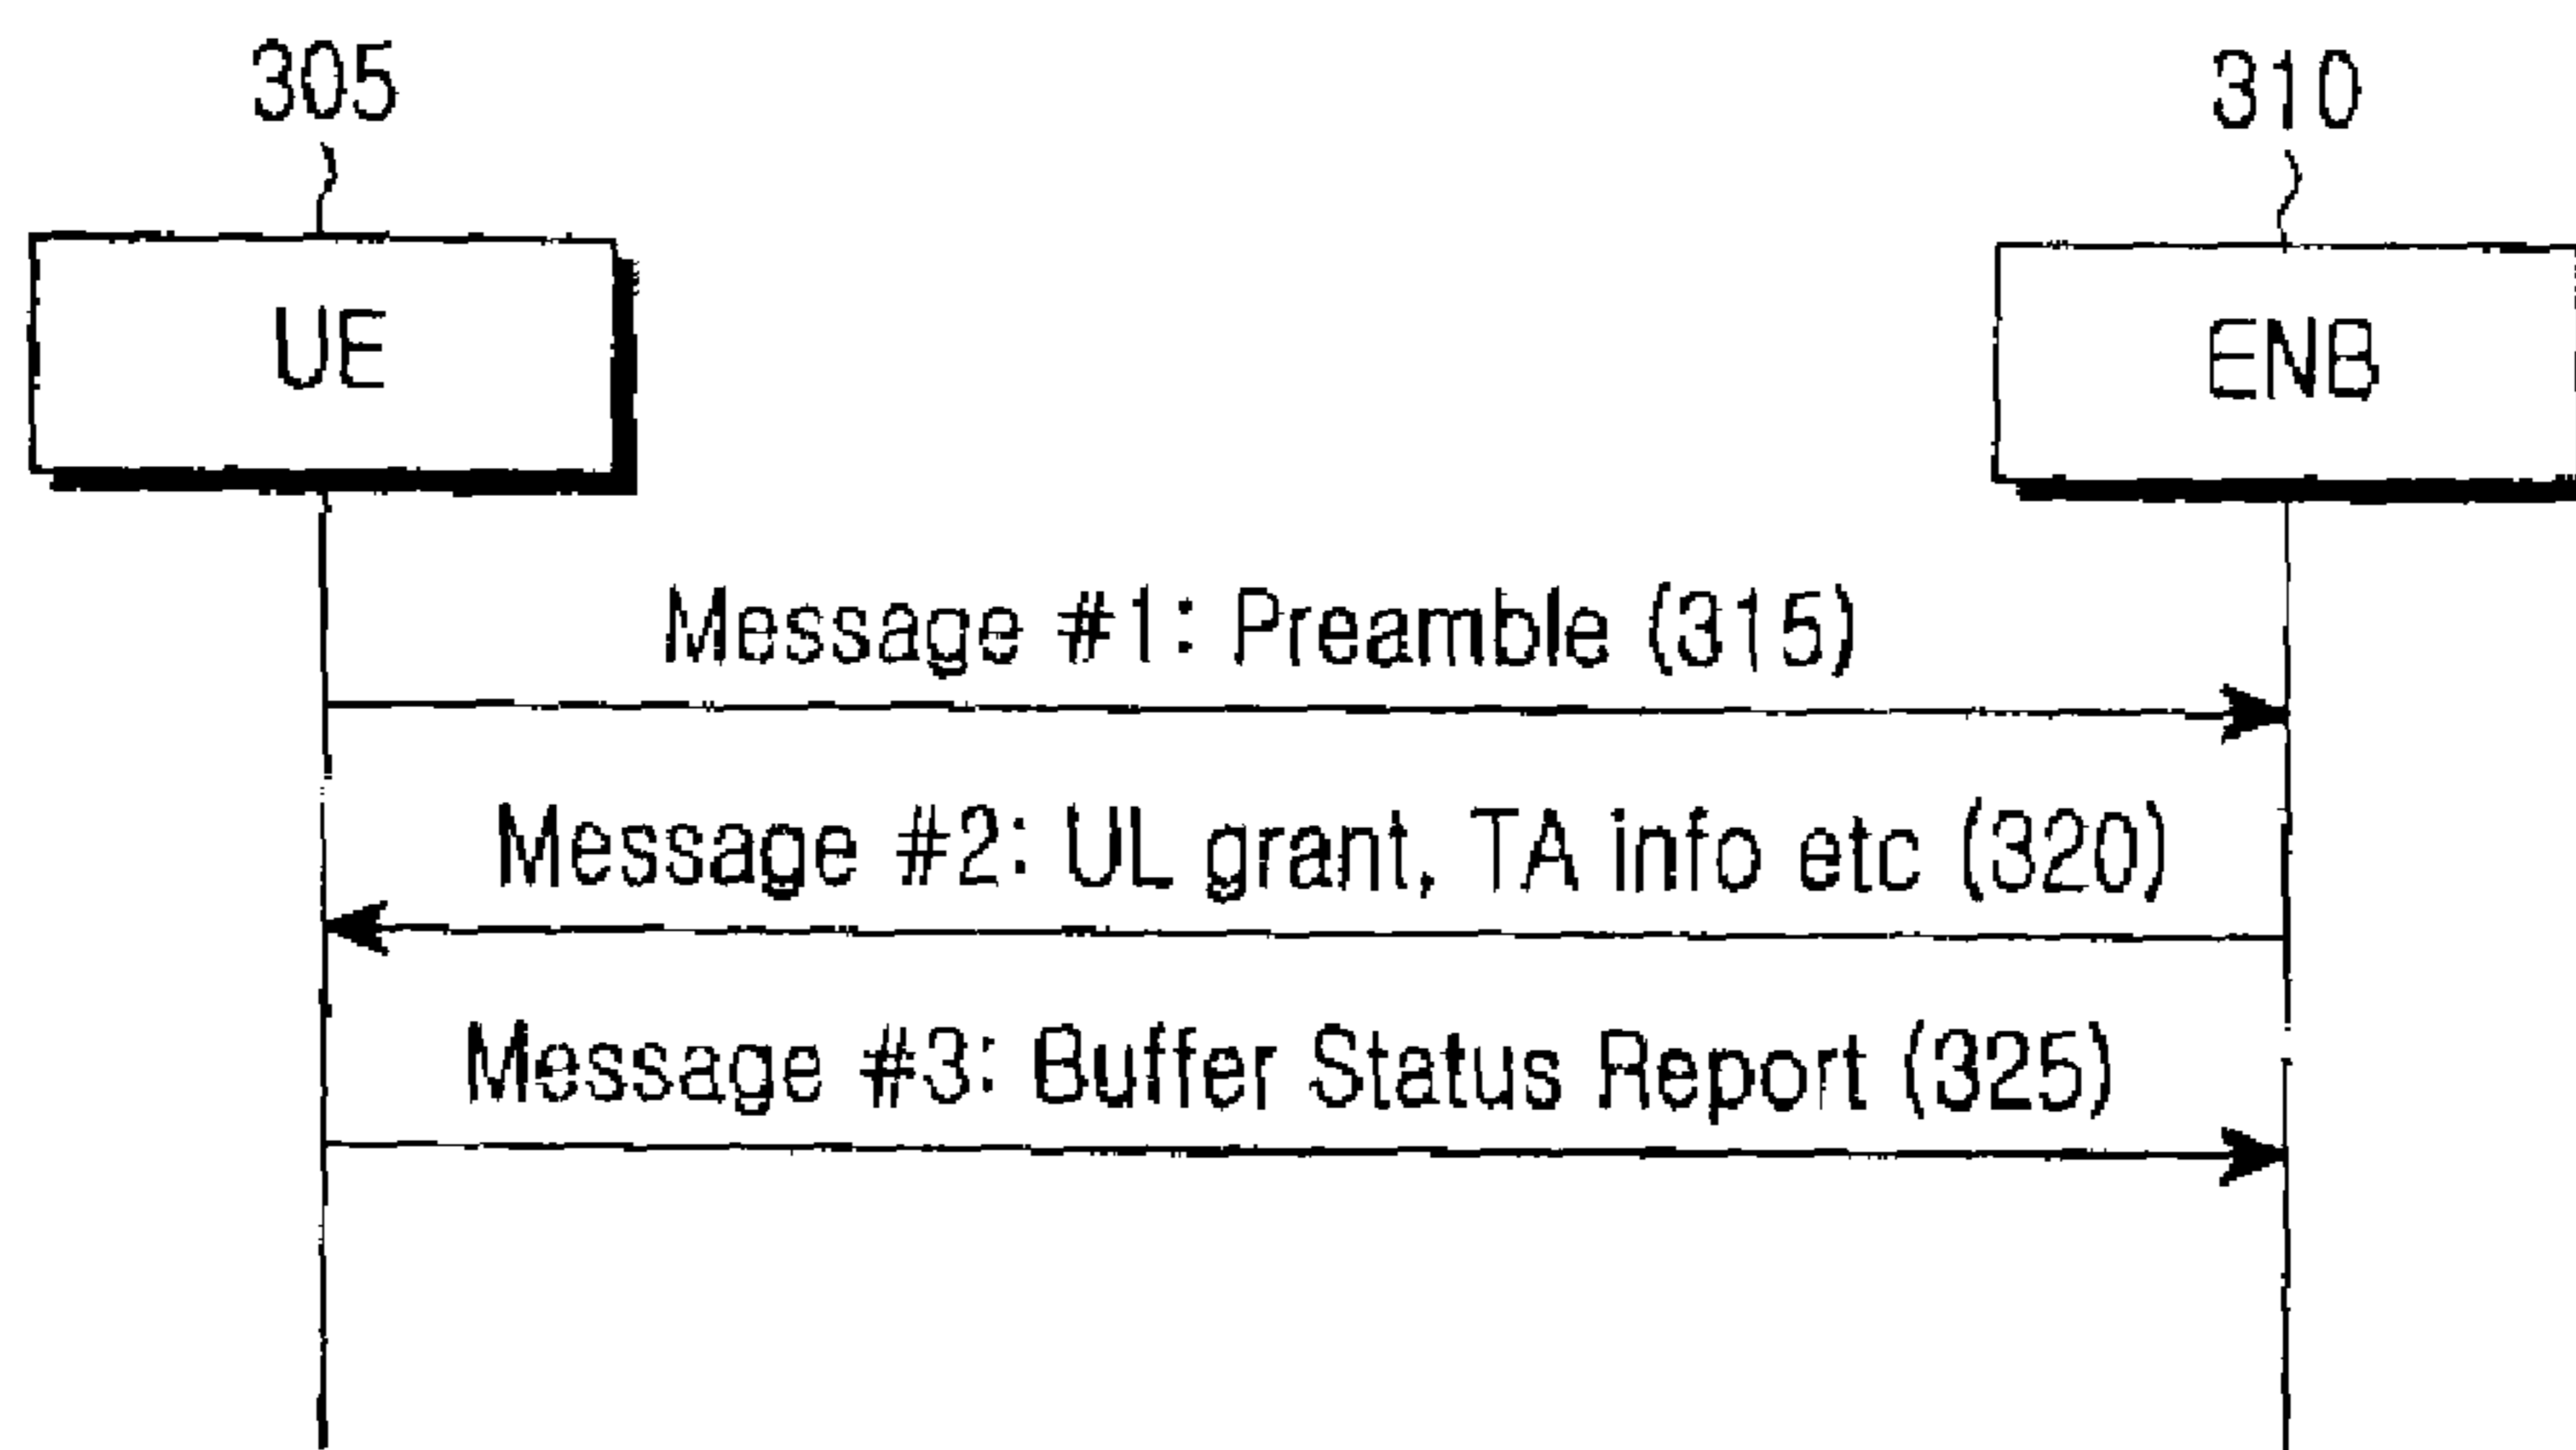 305
310
UE
ENB
Message #1: Preamble (315)
Message #2: UL grant, TA info etc (320)
Message #3: Buffer Status Report (325)